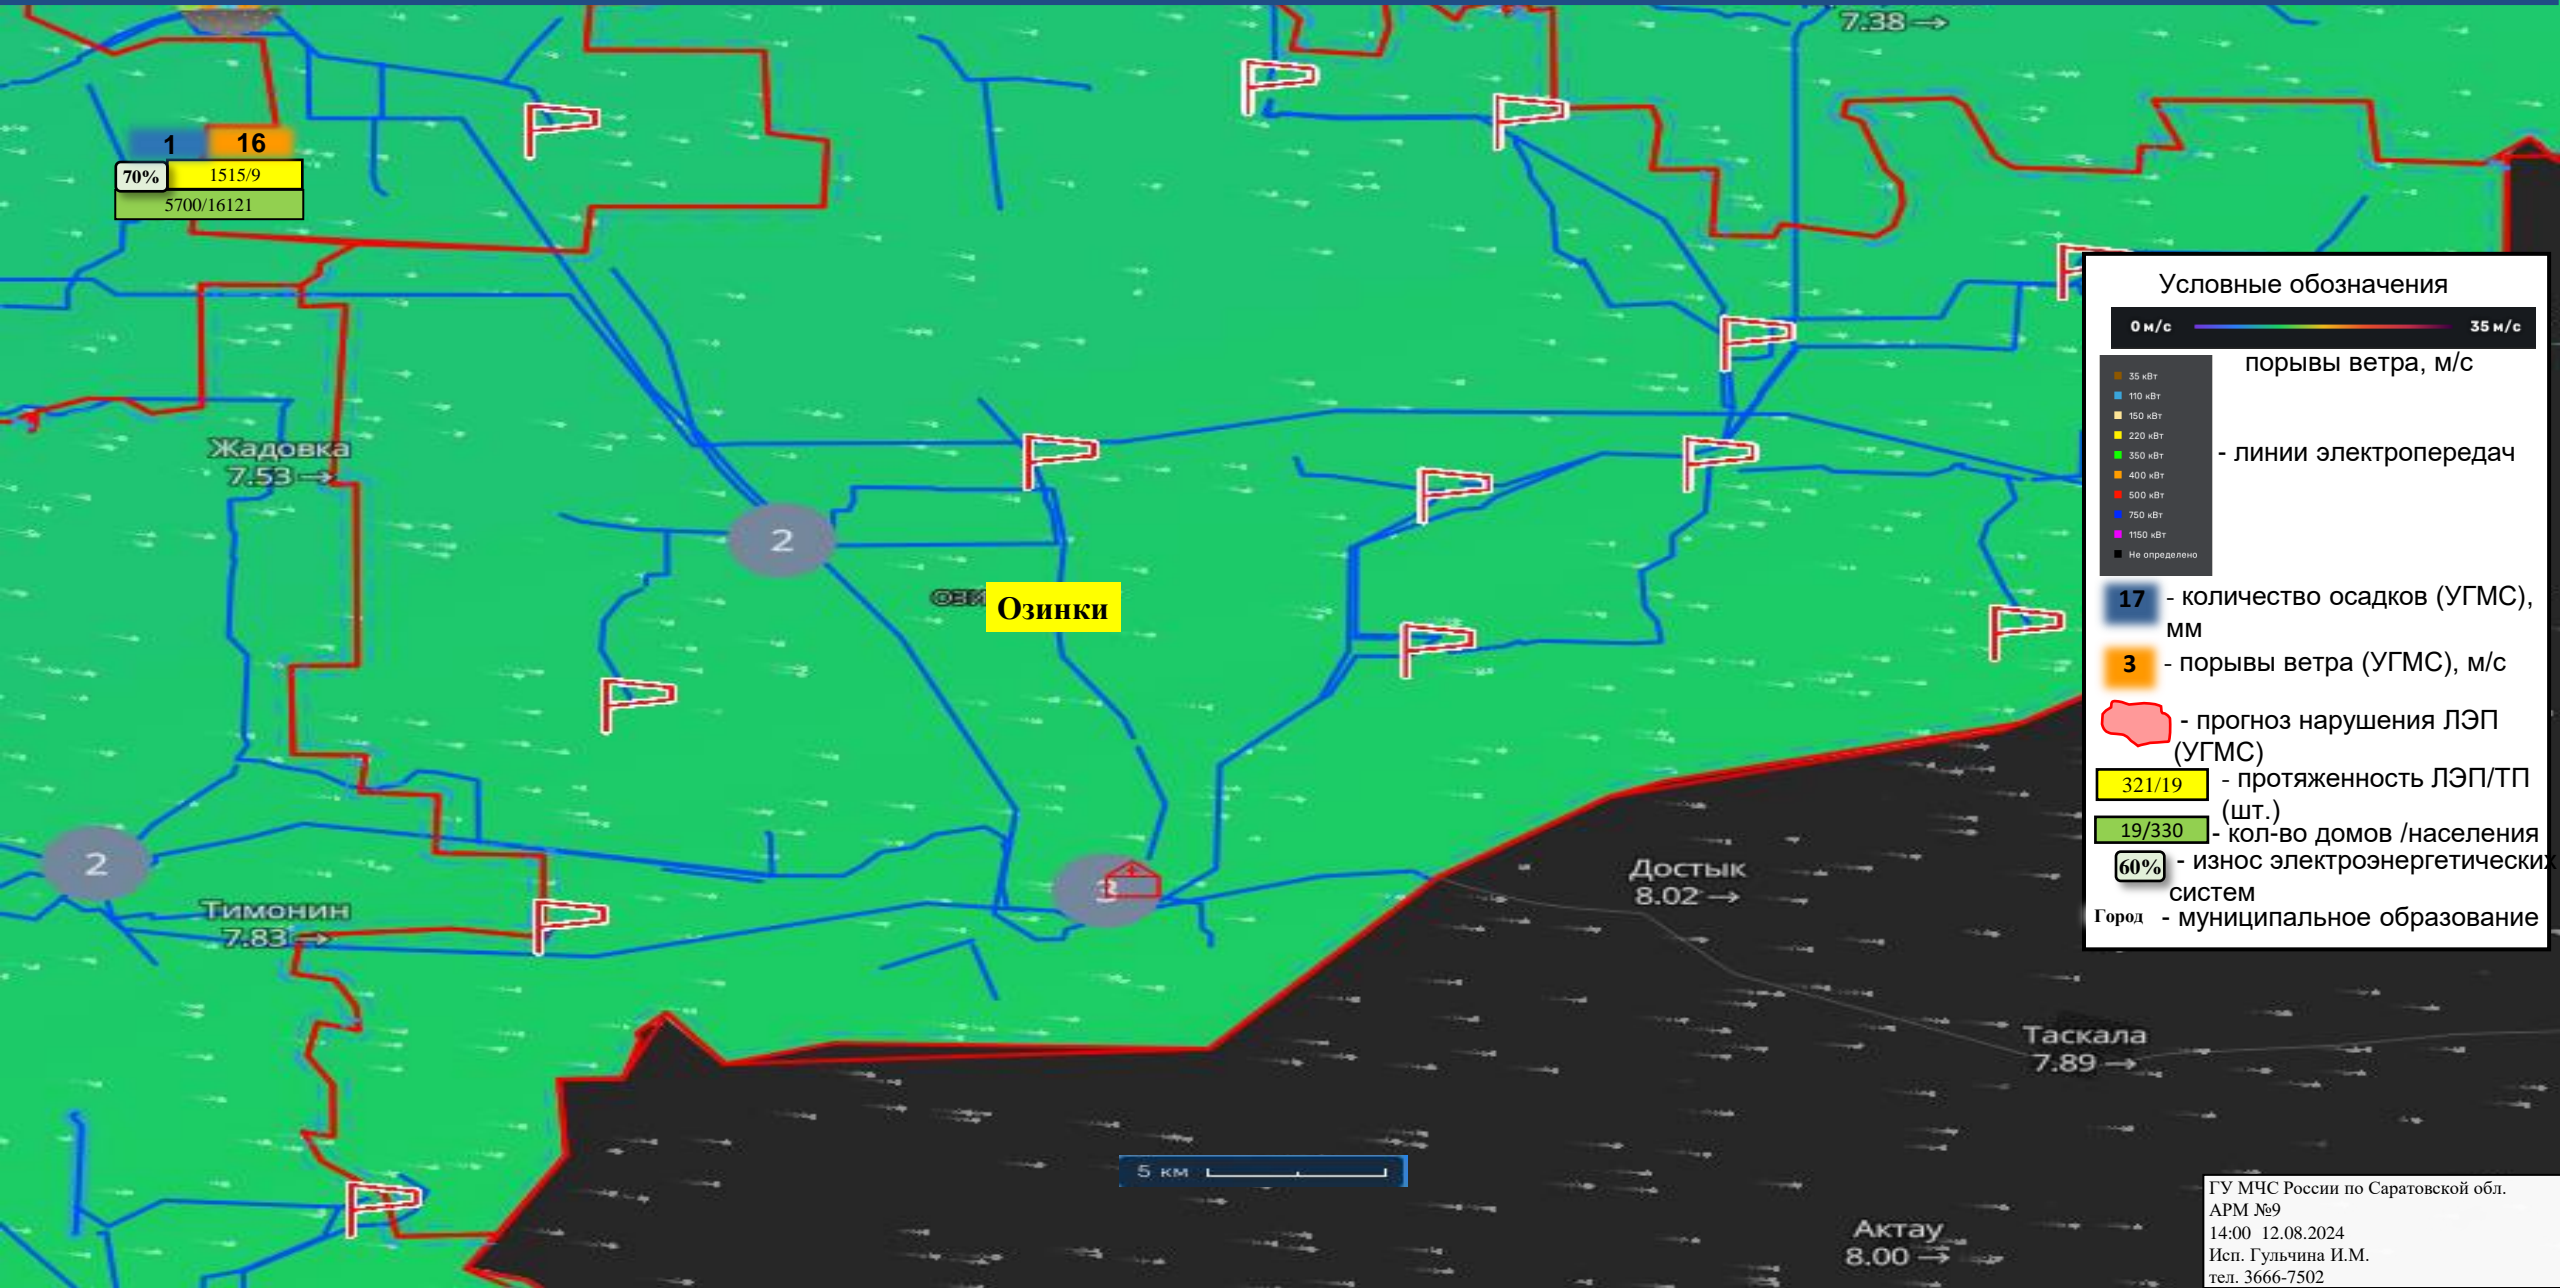 7.38→
1 16
70% 1515/9
5700/16121
Жадовка
7.53→
2
Озинки
2
3
Тимонин
7.83→
Достык
8.02→
Таскала
7.89→
5 км
Актау
8.00→
Условные обозначения
0 м/с 35 м/с
порывы ветра, м/с
35 кВт
110 кВт
150 кВт
220 кВт
350 кВт
400 кВт
500 кВт
750 кВт
1150 кВт
Не определено
- линии электропередач
17 - количество осадков (УГМС),
мм
3 - порывы ветра (УГМС), м/с
- прогноз нарушения ЛЭП
(УГМС)
321/19 - протяженность ЛЭП/ТП
(шт.)
19/330 - кол-во домов /населения
60% - износ электроэнергетических
систем
Город - муниципальное образование
ГУ МЧС России по Саратовской обл.
АРМ №9
14:00 12.08.2024
Исп. Гульчина И.М.
тел. 3666-7502